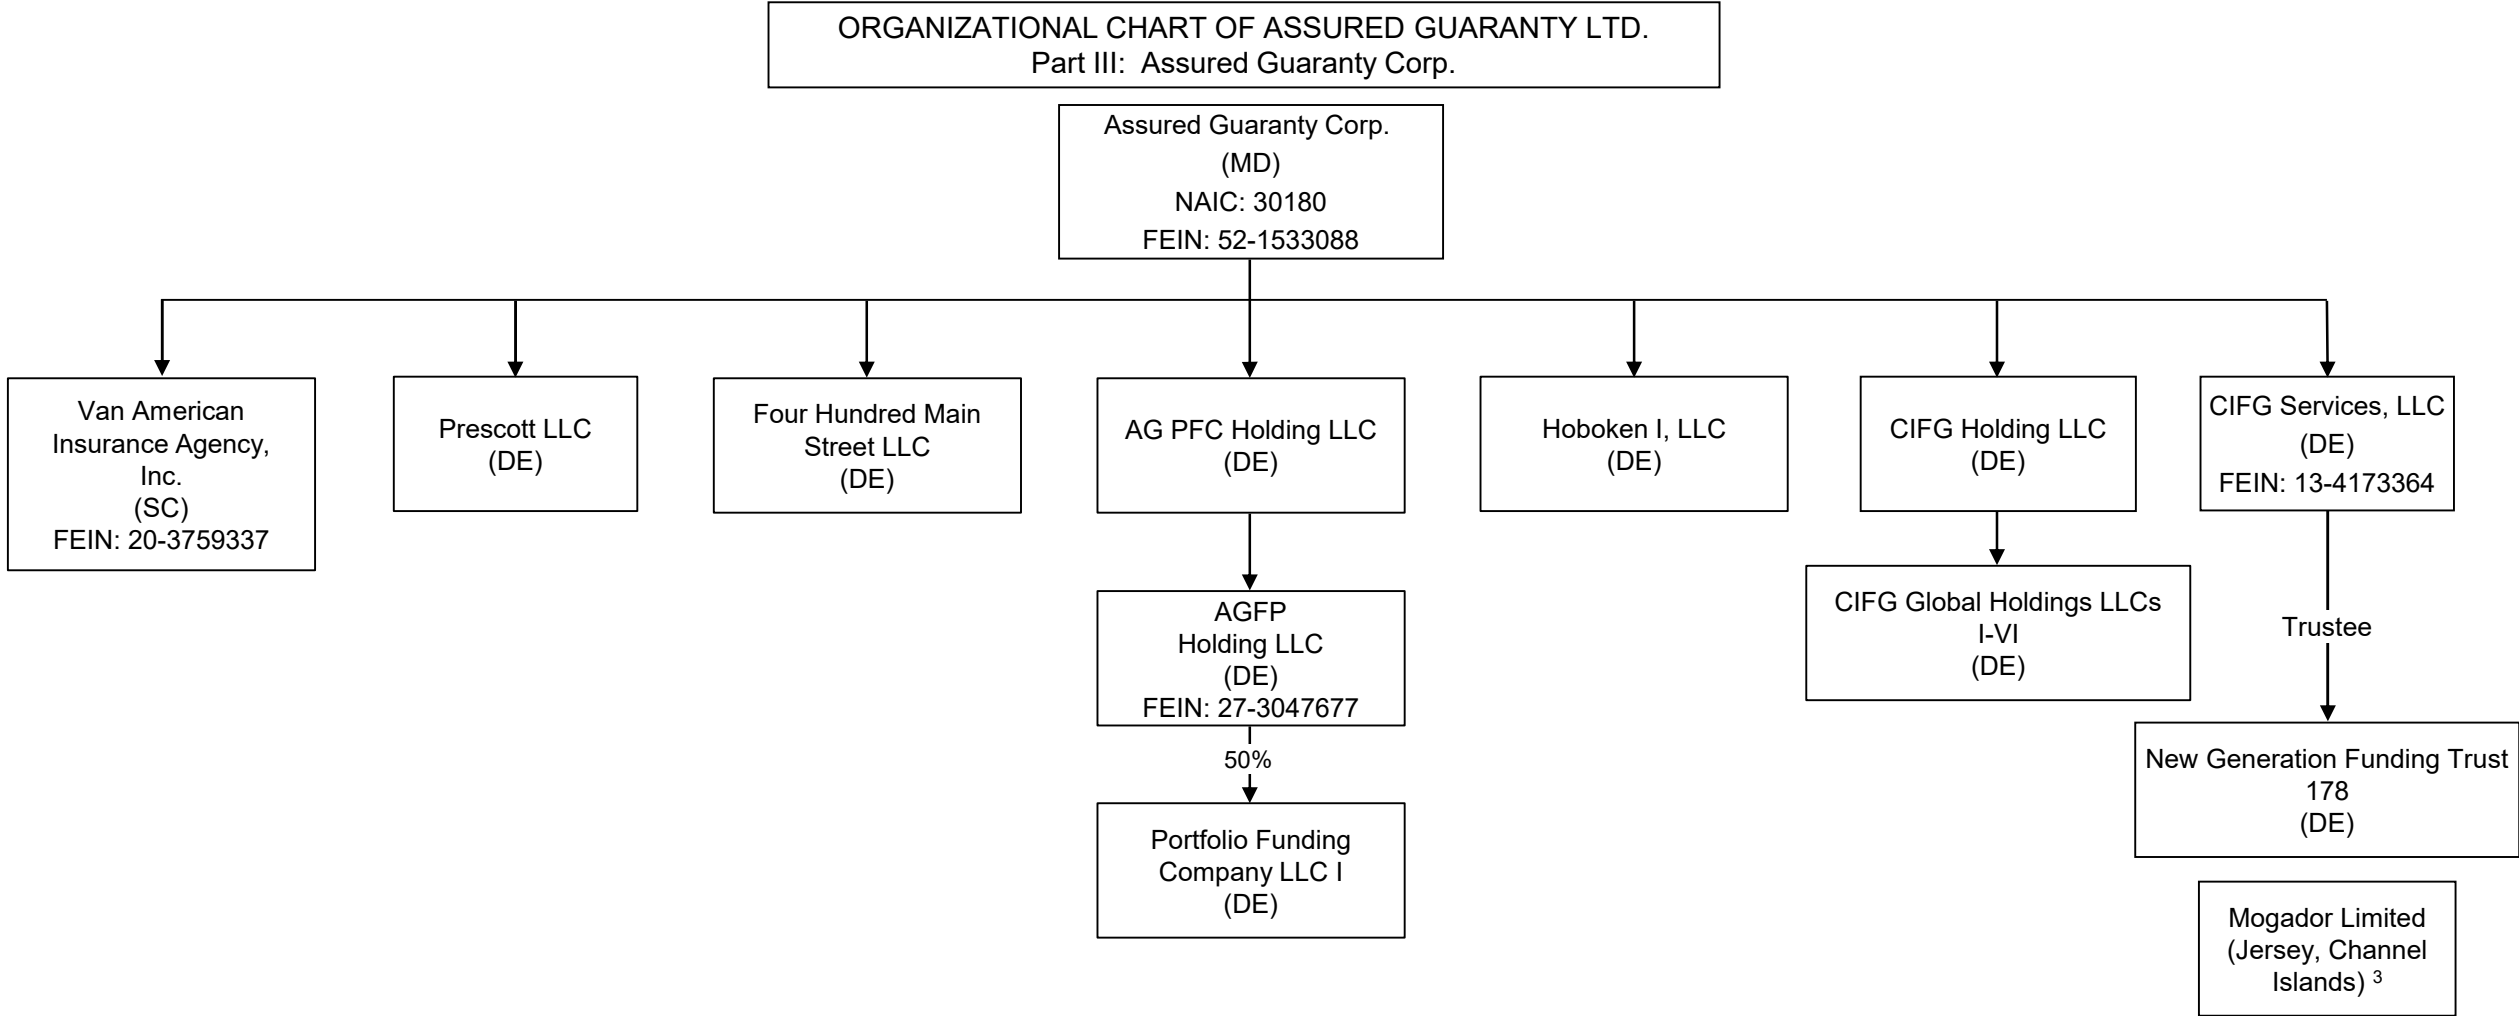 ORGANIZATIONAL CHART OF ASSURED GUARANTY LTD.
Part III:  Assured Guaranty Corp.
Assured Guaranty Corp.
(MD)
NAIC: 30180
FEIN: 52-1533088
Van American
Insurance Agency,
Inc.
(SC)
FEIN: 20-3759337
Prescott LLC
(DE)
Four Hundred Main
Street LLC
(DE)
AG PFC Holding LLC
(DE)
Hoboken I, LLC
(DE)
CIFG Holding LLC
(DE)
CIFG Services, LLC
(DE)
FEIN: 13-4173364
AGFP
Holding LLC
(DE)
FEIN: 27-3047677
CIFG Global Holdings LLCs
I-VI
(DE)
Trustee
50%
New Generation Funding Trust
178
(DE)
Portfolio Funding
Company LLC I
(DE)
Mogador Limited
(Jersey, Channel
Islands) 3